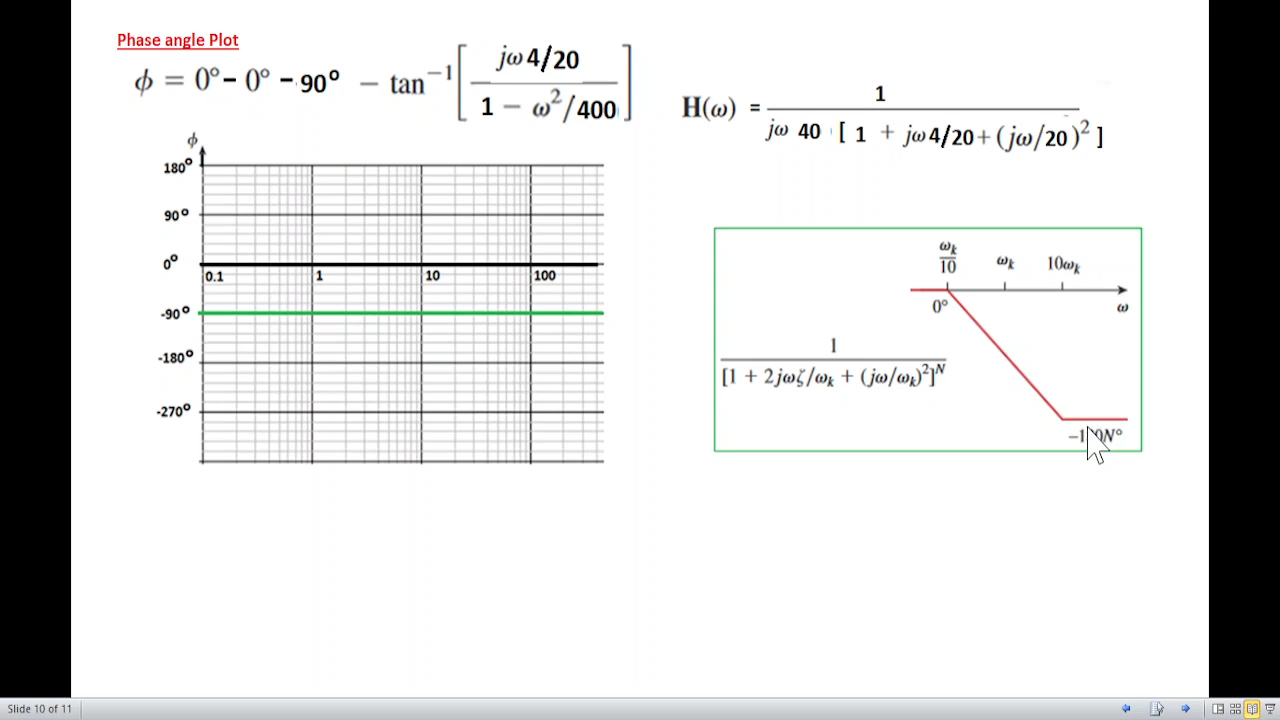 Phase angle Plot
ϕ = 0° − 0° − 90° − tan⁻¹[ jω4/20 / 1 − ω²/400 ]
H(ω) = 1 / jω 40 [ 1 + jω4/20 + (jω/20)² ]
ϕ
180°
90°
0°
0.1 1 10 100
-90°
-180°
-270°
ωk/10 ωk 10ωk
0° ω
1 / [1 + 2jωζ/ωk + (jω/ωk)²]ᴺ
Slide 10 of 11